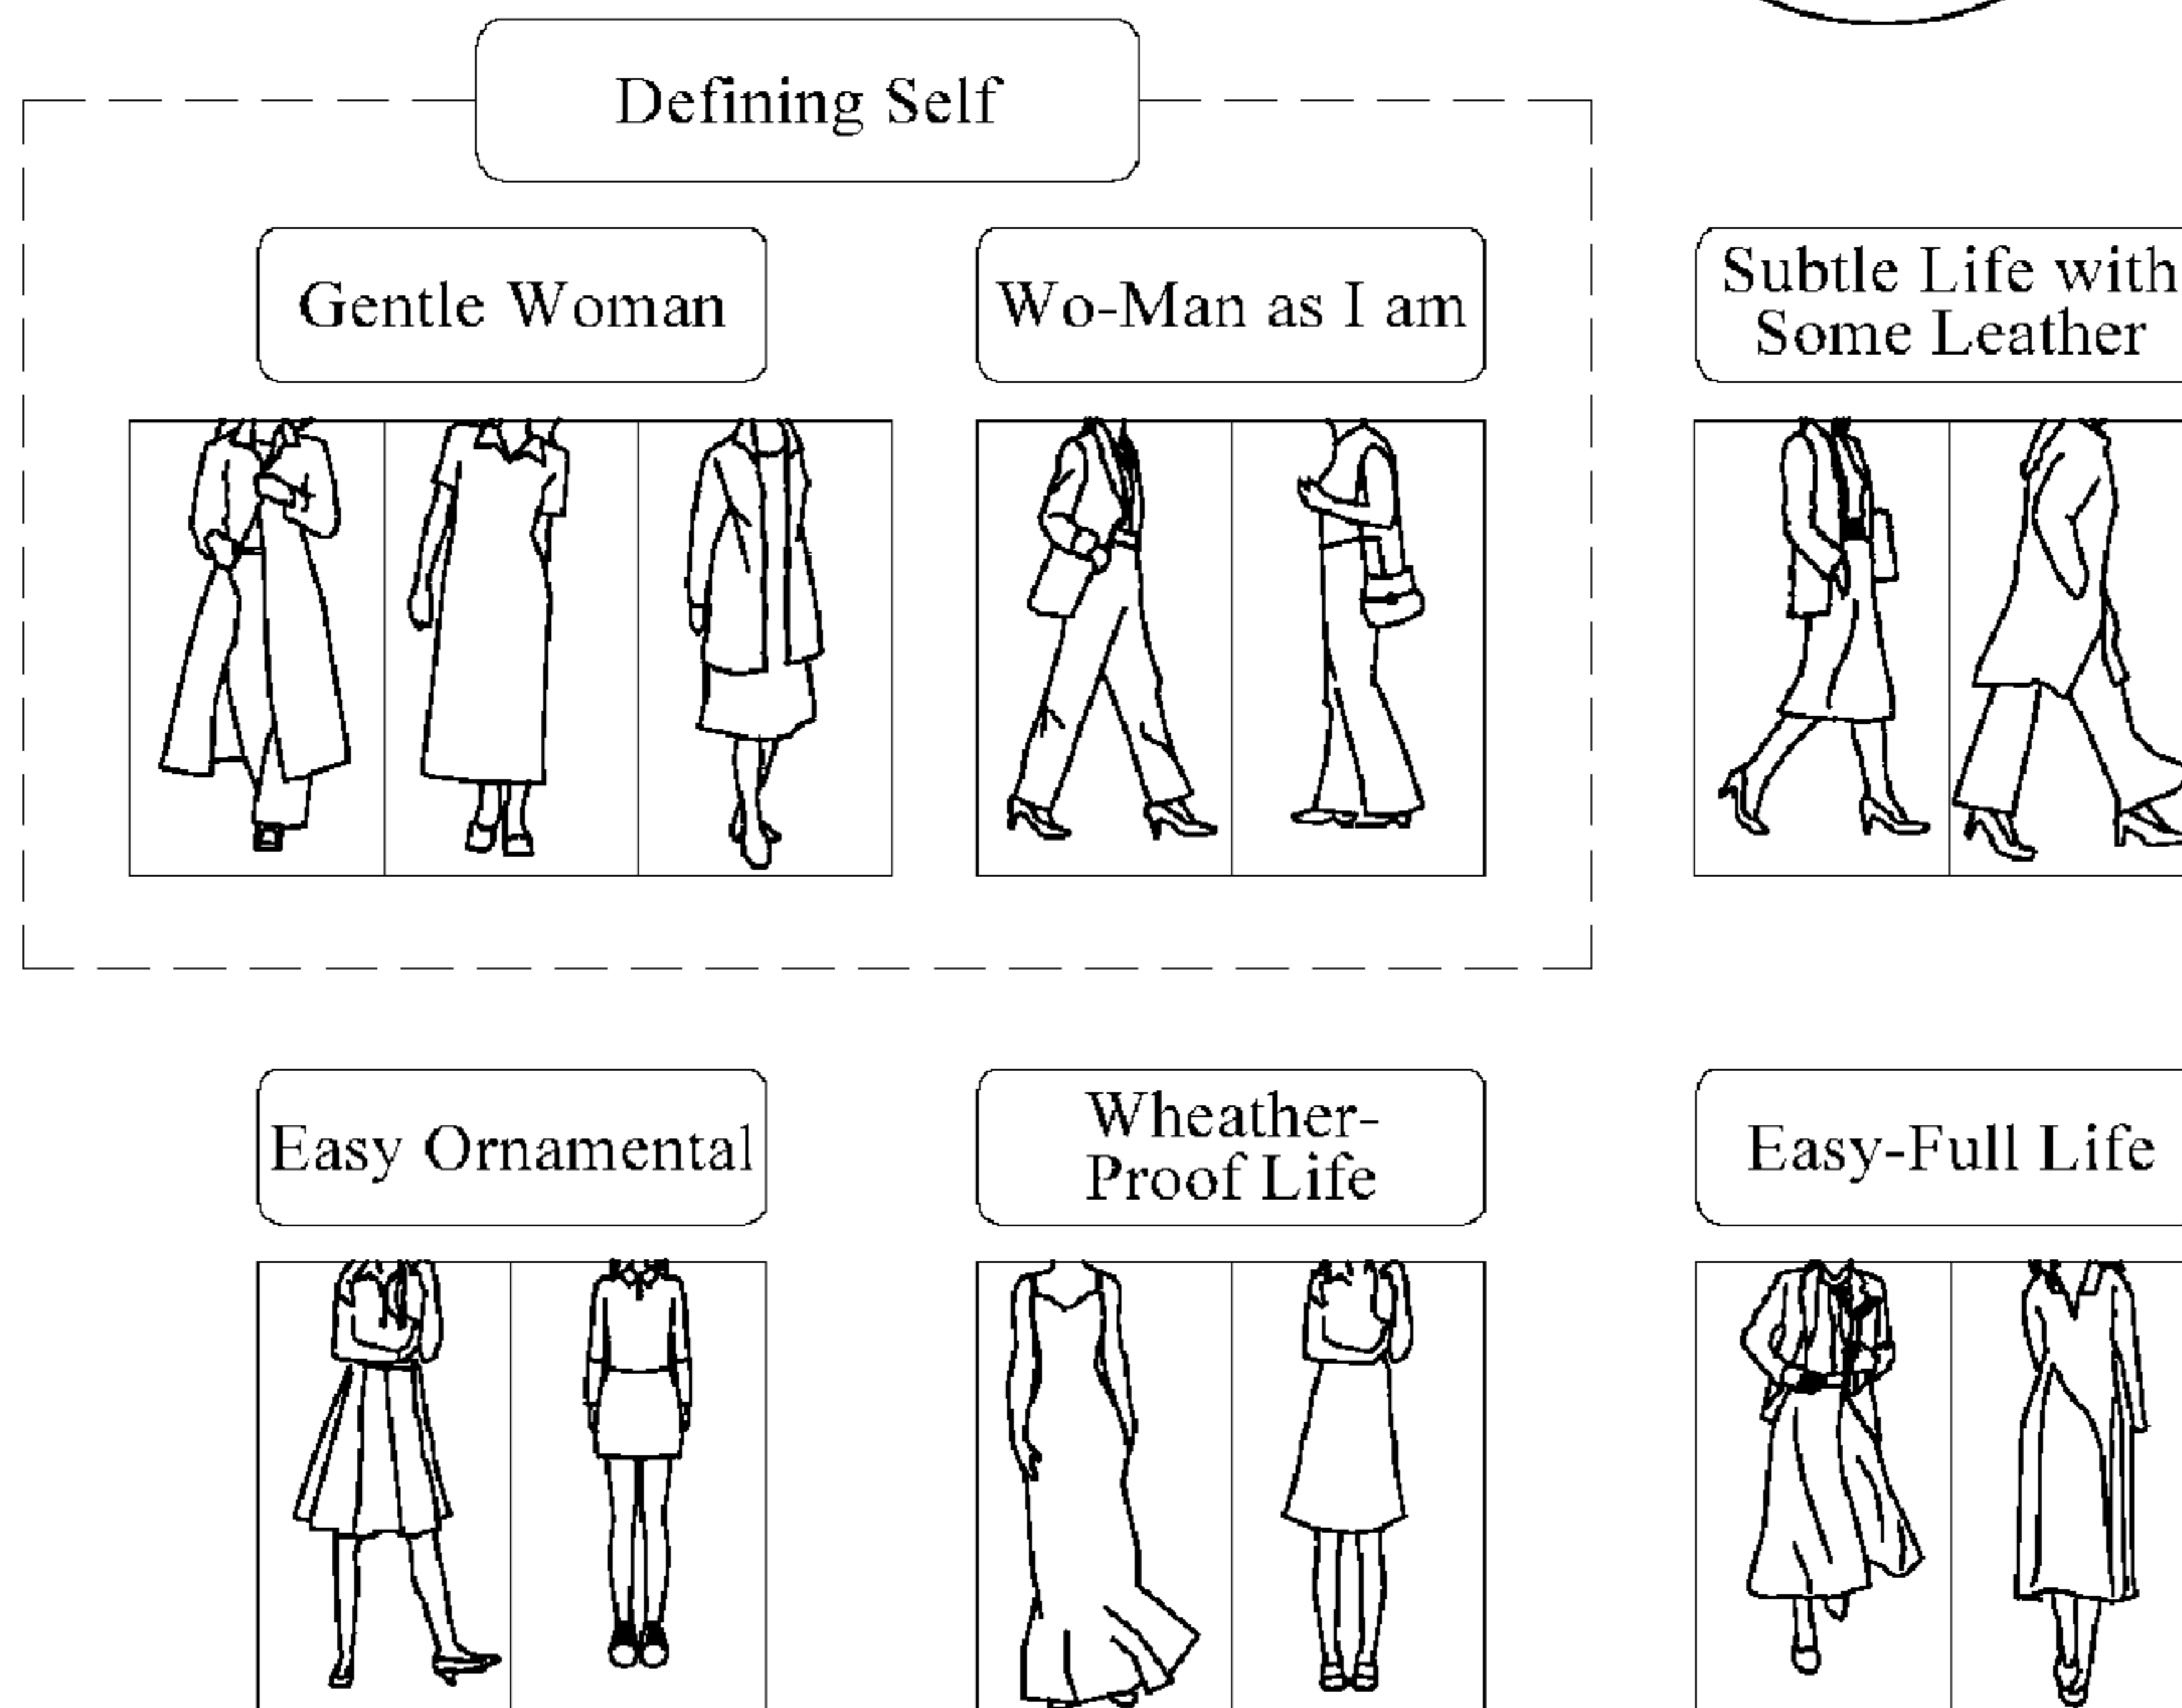 Defining Self
Gentle Woman
Wo-Man as I am
Subtle Life with
Some Leather
Easy Ornamental
Wheather-
Proof Life
Easy-Full Life